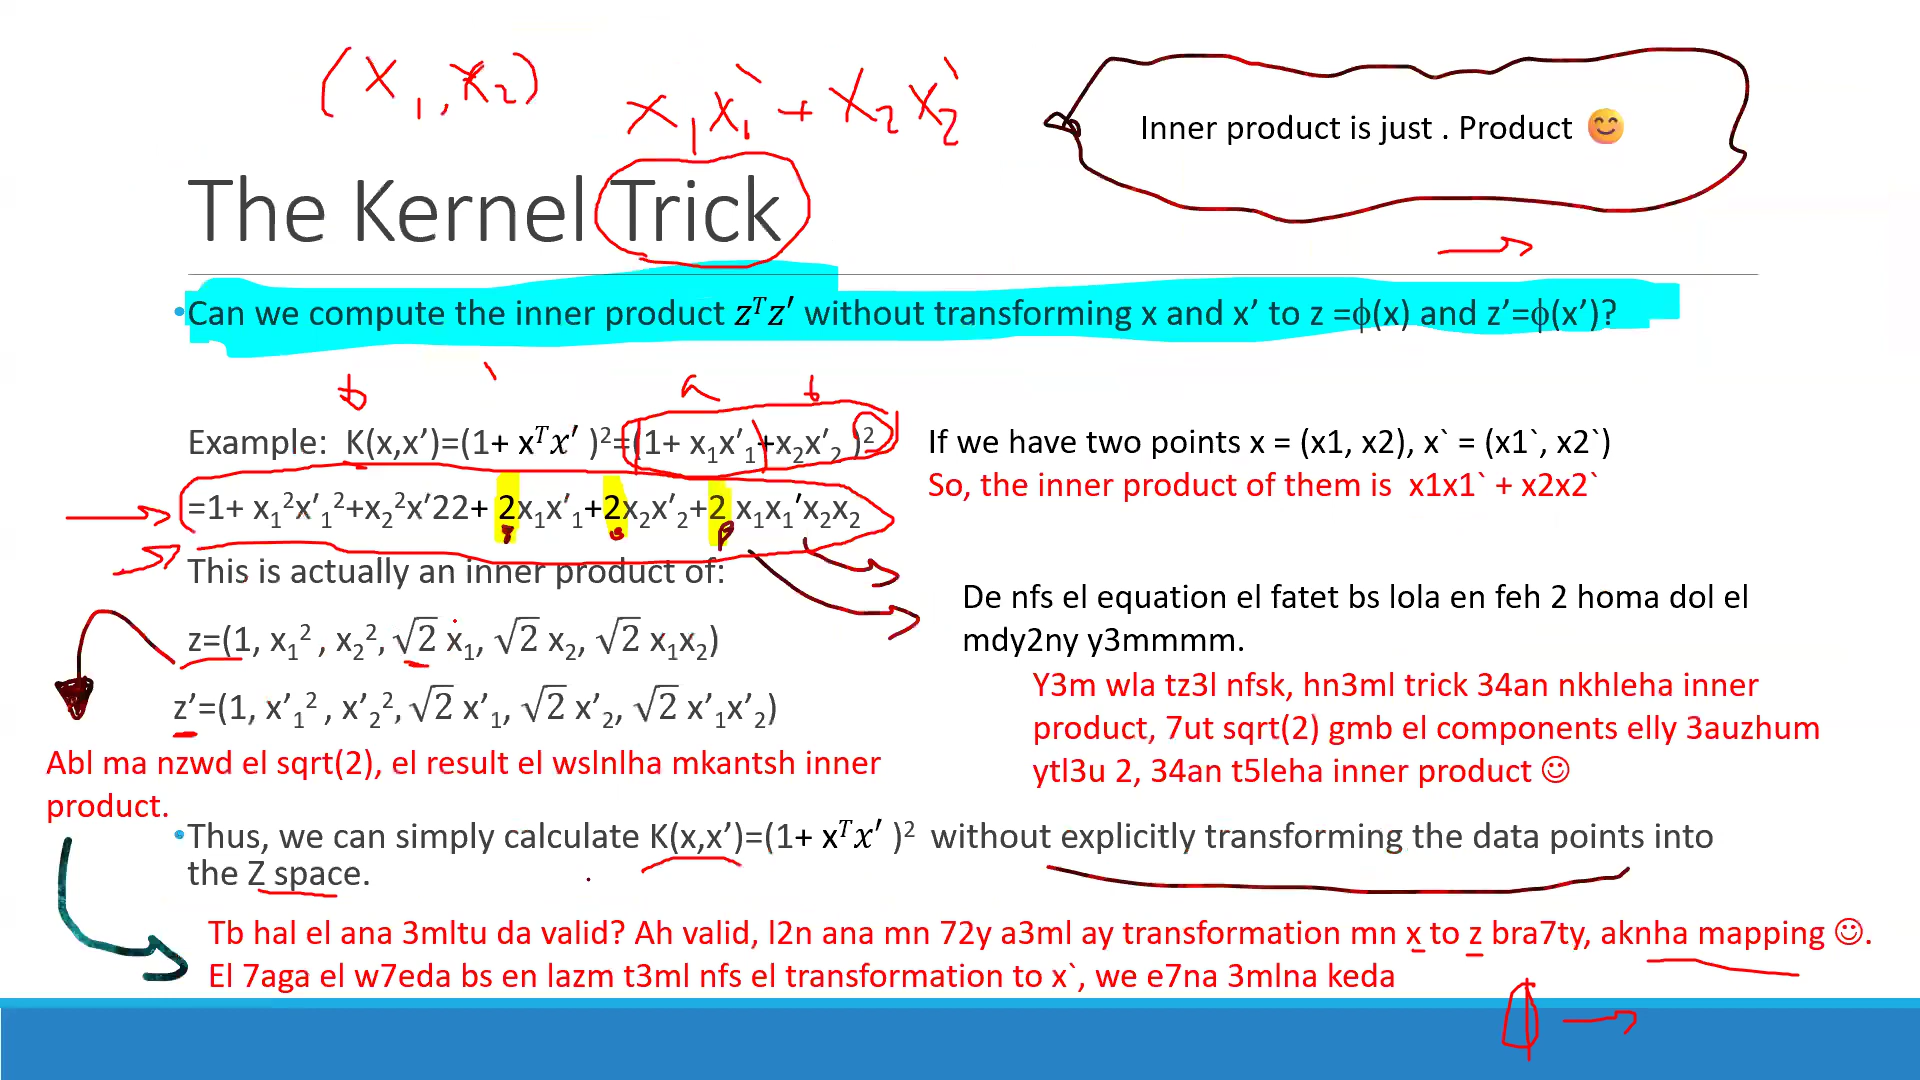 (x₁, x₂)
x₁x₁` + x₂x₂`
Inner product is just . Product 😊
The Kernel Trick
•Can we compute the inner product zᵀz′ without transforming x and x’ to z =ϕ(x) and z’=ϕ(x’)?
b
a b
Example: K(x,x’)=(1+ xᵀx′ )²=(1+ x₁x’₁+x₂x’₂ )²
=1+ x₁²x’₁²+x₂²x’22+ 2x₁x’₁+2x₂x’₂+2 x₁x₁’x₂x₂
This is actually an inner product of:
z=(1, x₁² , x₂², √2 x₁, √2 x₂, √2 x₁x₂)
z’=(1, x’₁² , x’₂², √2 x’₁, √2 x’₂, √2 x’₁x’₂)
If we have two points x = (x1, x2), x` = (x1`, x2`)
So, the inner product of them is x1x1` + x2x2`
De nfs el equation el fatet bs lola en feh 2 homa dol el
mdy2ny y3mmmm.
Y3m wla tz3l nfsk, hn3ml trick 34an nkhleha inner
product, 7ut sqrt(2) gmb el components elly 3auzhum
ytl3u 2, 34an t5leha inner product ☺
Abl ma nzwd el sqrt(2), el result el wslnlha mkantsh inner
product.
•Thus, we can simply calculate K(x,x’)=(1+ xᵀx′ )² without explicitly transforming the data points into
the Z space.
Tb hal el ana 3mltu da valid? Ah valid, l2n ana mn 72y a3ml ay transformation mn x to z bra7ty, aknha mapping ☺.
El 7aga el w7eda bs en lazm t3ml nfs el transformation to x`, we e7na 3mlna keda